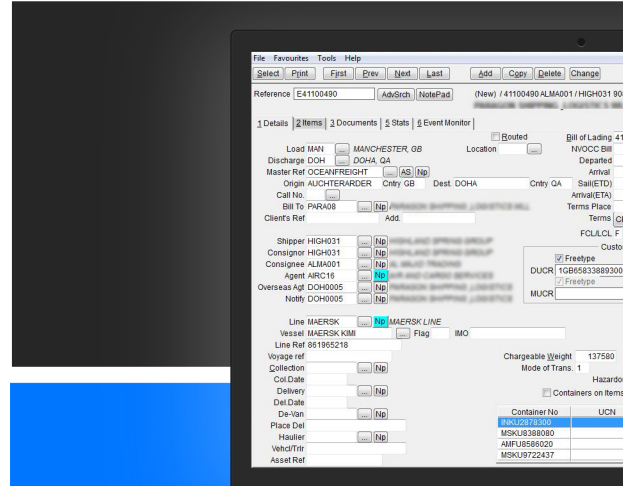 File Favourites Tools Help
Select Print First Prev Next Last Add Copy Delete Change
Reference E41100490 AdvSrch NotePad (New) / 41100490 ALMA001 / HIGH031 90
1 Details 2 Items 3 Documents 5 Stats 6 Event Monitor
Routed Bill of Lading 41
Load MAN ... MANCHESTER, GB Location ... NVOCC Bill
Discharge DOH ... DOHA, QA Departed
Master Ref OCEANFREIGHT ... AS Np Arrival
Origin AUCHTERARDER Cntry GB Dest. DOHA Cntry QA Sail(ETD)
Call No. ... Arrival(ETA)
Bill To PARA08 ... Np Terms Place
Client's Ref Add. Terms
FCL/LCL F
Shipper HIGH031 ... Np Custo
Consignor HIGH031 ... Np Freetype
Consignee ALMA001 ... Np DUCR 1GB65833889300
Agent AIRC16 ... Np Freetype
Overseas Agt DOH0005 ... Np MUCR
Notify DOH0005 ... Np
Line MAERSK ... Np MAERSK LINE
Vessel MAERSK KIMI ... Flag IMO
Line Ref 861965218
Voyage ref Chargeable Weight 137580
Collection ... Np Mode of Trans. 1
Col.Date Hazardo
Delivery ... Np Containers on Items
Del.Date
De-Van ... Np Container No UCN
Place Del INKU2878300
Haulier ... Np MSKU8388080
Vehcl/Trlr AMFU8586020
Asset Ref MSKU9722437